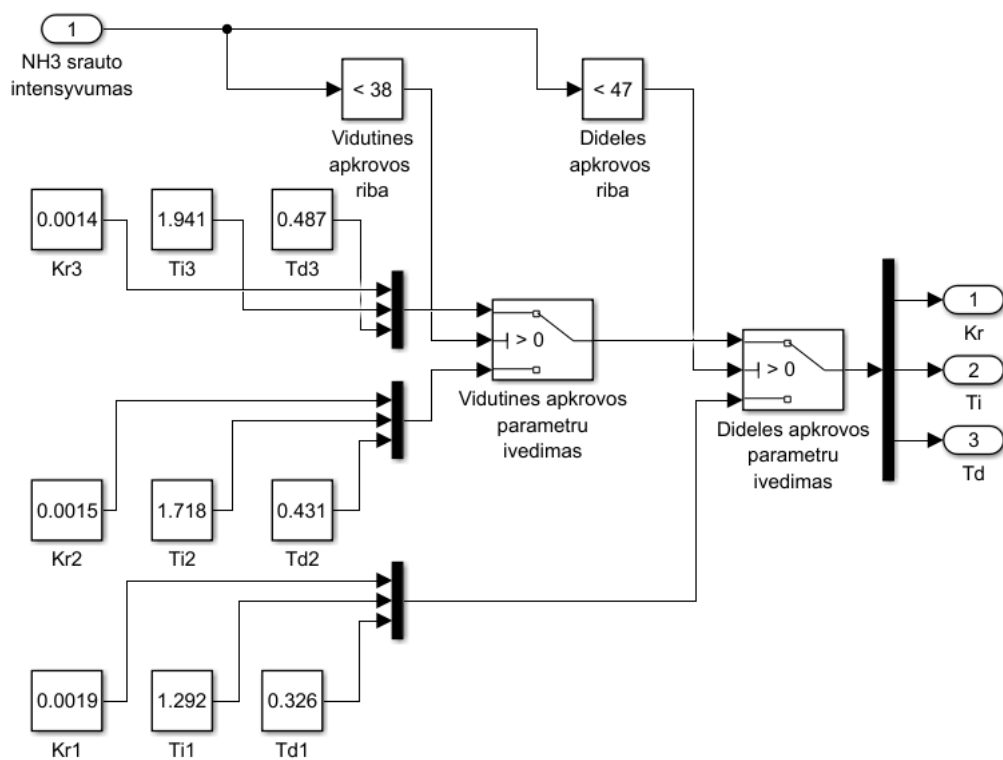 1
NH3 srauto
intensyvumas
< 38
Vidutines
apkrovos
riba
< 47
Dideles
apkrovos
riba
0.0014
Kr3
1.941
Ti3
0.487
Td3
> 0
Vidutines apkrovos
parametru
ivedimas
> 0
Dideles apkrovos
parametru
ivedimas
1
Kr
2
Ti
3
Td
0.0015
Kr2
1.718
Ti2
0.431
Td2
0.0019
Kr1
1.292
Ti1
0.326
Td1